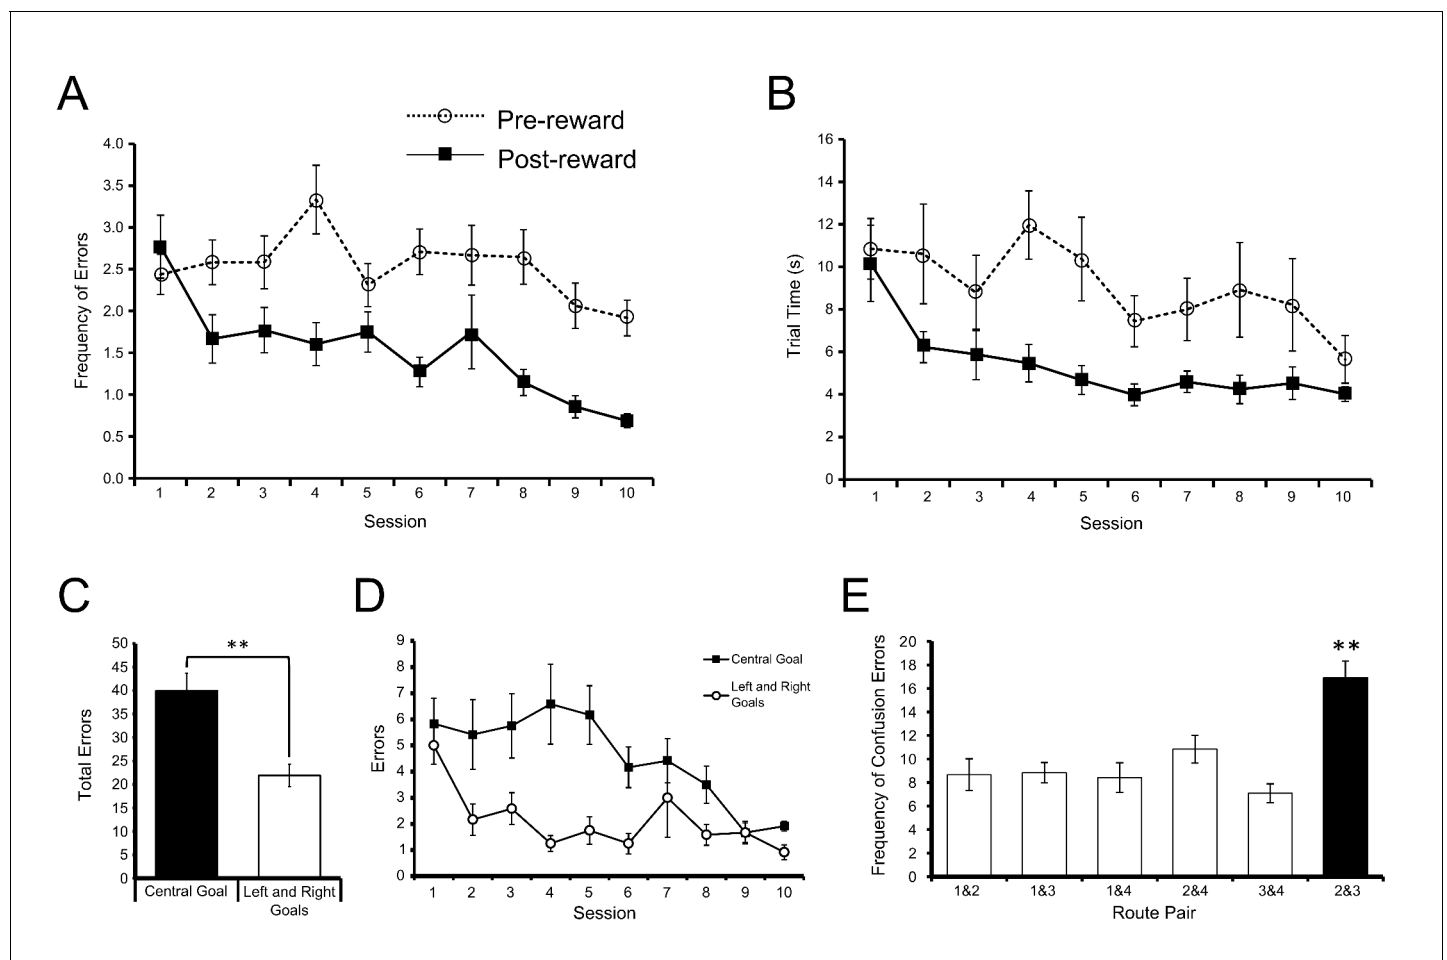 A
Pre-reward
Post-reward
4.0
3.5
3.0
2.5
2.0
1.5
1.0
0.5
0.0
Frequency of Errors
1 2 3 4 5 6 7 8 9 10
Session
B
16
14
12
10
8
6
4
2
0
Trial Time (s)
1 2 3 4 5 6 7 8 9 10
Session
C
50
45
40
35
30
25
20
15
10
5
0
Total Errors
**
Central Goal
Left and Right
Goals
D
9
8
7
6
5
4
3
2
1
0
Errors
Central Goal
Left and Right
Goals
1 2 3 4 5 6 7 8 9 10
Session
E
20
18
16
14
12
10
8
6
4
2
0
Frequency of Confusion Errors
**
1&2 1&3 1&4 2&4 3&4 2&3
Route Pair